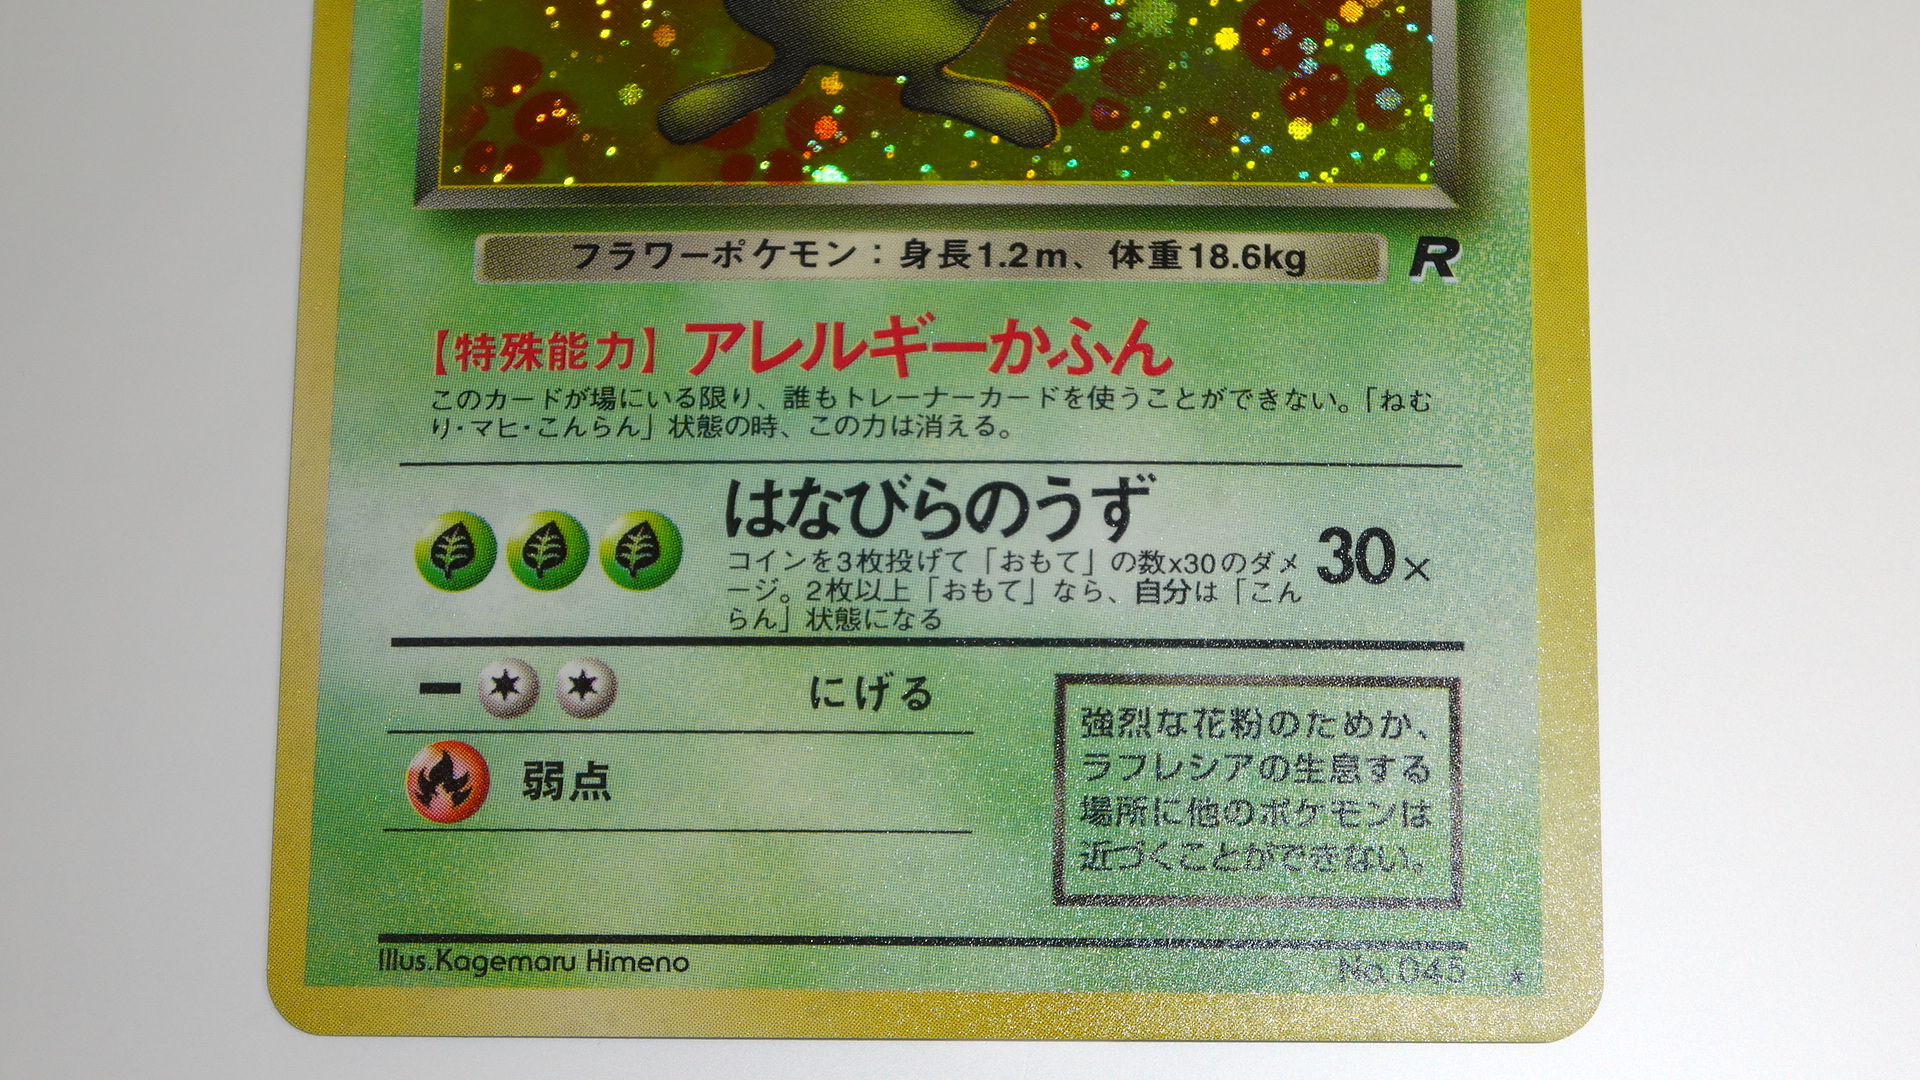 フラワーポケモン：身長1.2m、体重18.6kg
R
【特殊能力】アレルギーかふん
このカードが場にいる限り、誰もトレーナーカードを使うことができない。「ねむ
り・マヒ・こんらん」状態の時、この力は消える。
はなびらのうず
コインを3枚投げて「おもて」の数x30のダメ
ージ。2枚以上「おもて」なら、自分は「こん
らん」状態になる
30×
にげる
弱点
強烈な花粉のためか、
ラフレシアの生息する
場所に他のポケモンは
近づくことができない。
Illus.Kagemaru Himeno
No.045